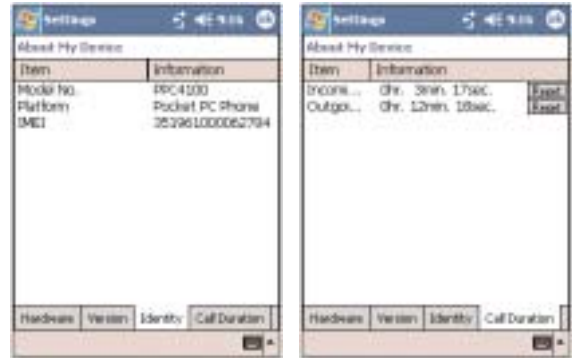 Settings 9:16 ok
About My Device
Item Information
Model No. PPC4100
Platform Pocket PC Phone
IMEI 351961000062784
Hardware Version Identity Call Duration
Settings 9:16 ok
About My Device
Item Information
Incomi... 0hr. 3min. 17sec. Reset
Outgoi... 0hr. 12min. 18sec. Reset
Hardware Version Identity Call Duration